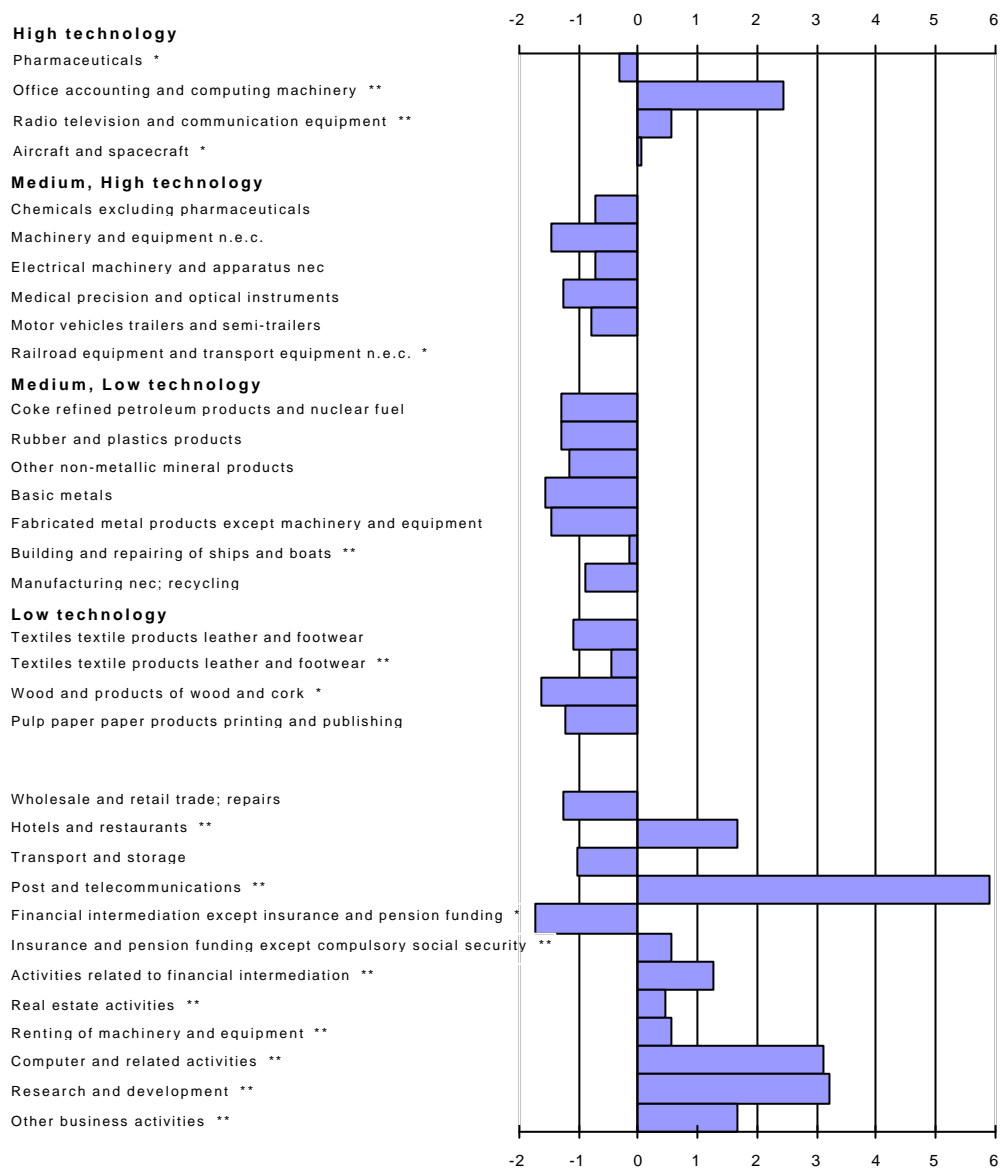 -2 -1 0 1 2 3 4 5 6
High technology
Pharmaceuticals *
Office accounting and computing machinery **
Radio television and communication equipment **
Aircraft and spacecraft *
Medium, High technology
Chemicals excluding pharmaceuticals
Machinery and equipment n.e.c.
Electrical machinery and apparatus nec
Medical precision and optical instruments
Motor vehicles trailers and semi-trailers
Railroad equipment and transport equipment n.e.c. *
Medium, Low technology
Coke refined petroleum products and nuclear fuel
Rubber and plastics products
Other non-metallic mineral products
Basic metals
Fabricated metal products except machinery and equipment
Building and repairing of ships and boats **
Manufacturing nec; recycling
Low technology
Textiles textile products leather and footwear
Textiles textile products leather and footwear **
Wood and products of wood and cork *
Pulp paper paper products printing and publishing
Wholesale and retail trade; repairs
Hotels and restaurants **
Transport and storage
Post and telecommunications **
Financial intermediation except insurance and pension funding *
Insurance and pension funding except compulsory social security **
Activities related to financial intermediation **
Real estate activities **
Renting of machinery and equipment **
Computer and related activities **
Research and development **
Other business activities **
-2 -1 0 1 2 3 4 5 6